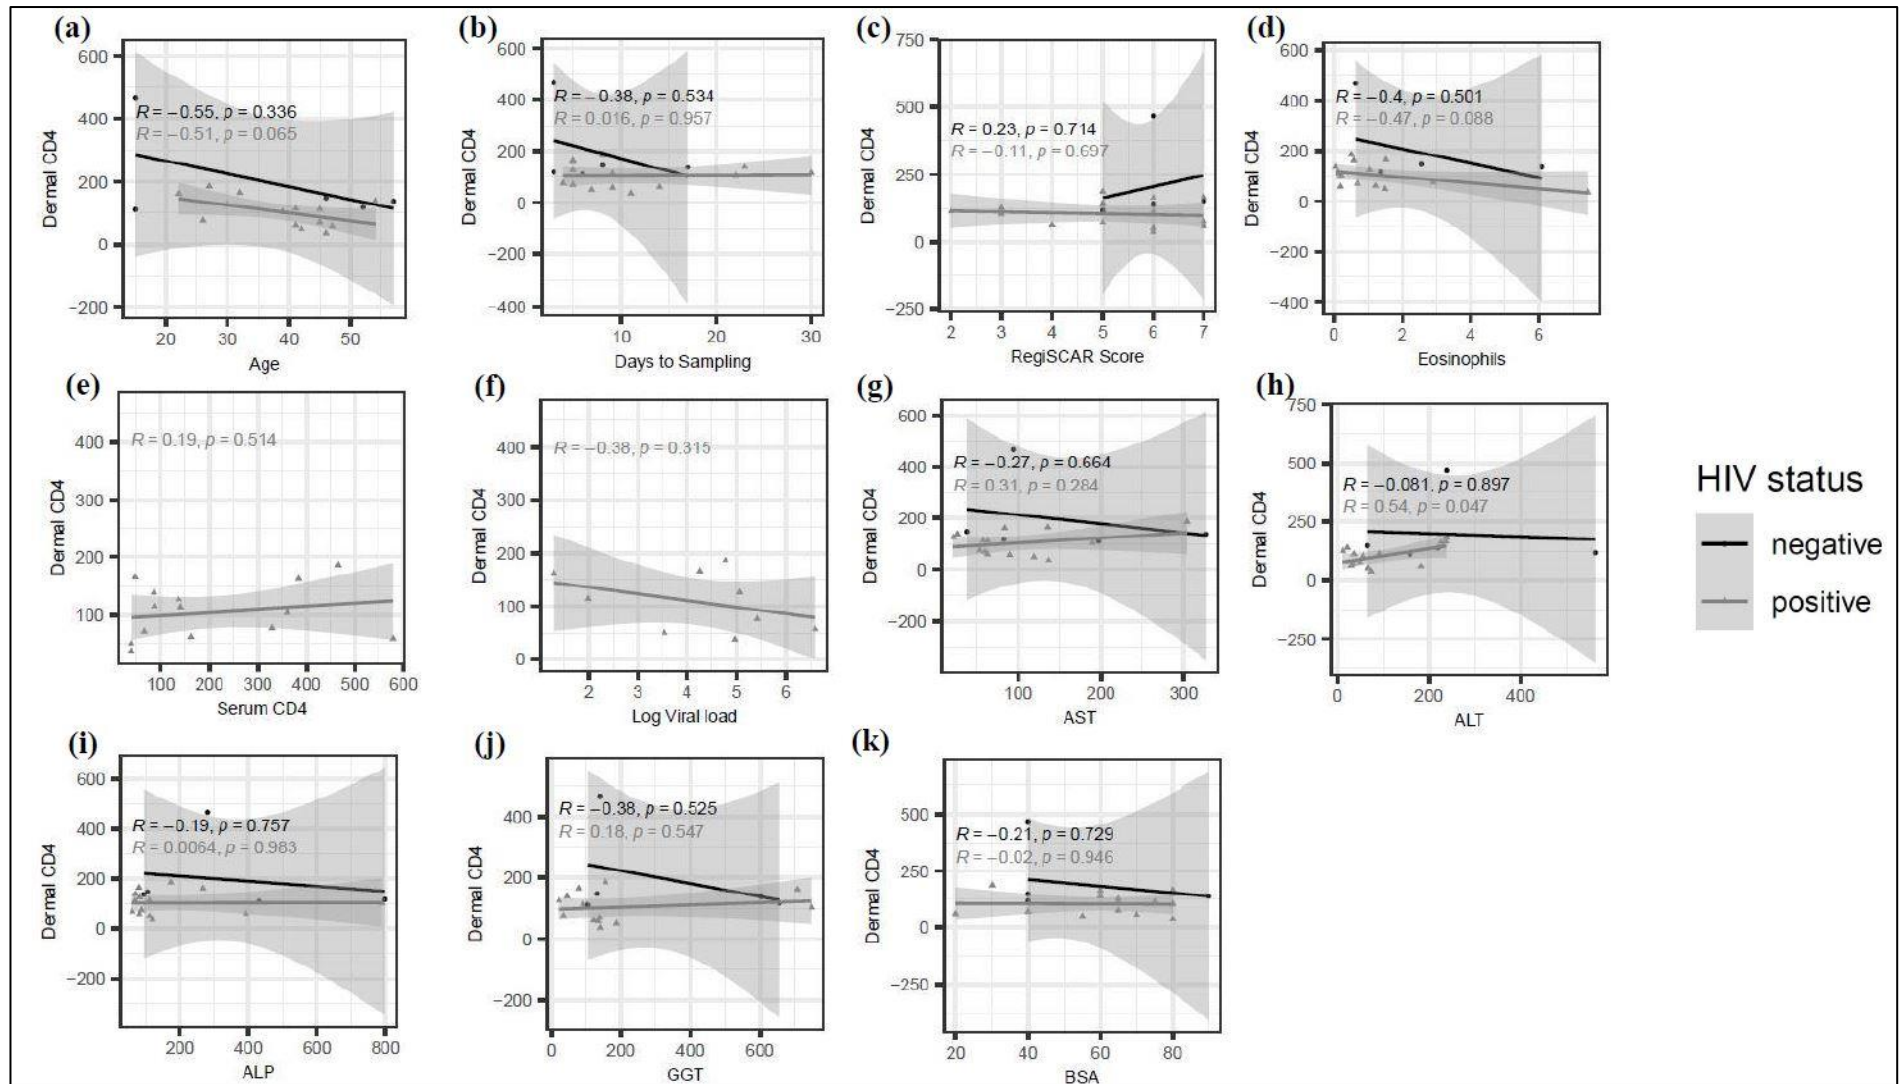 (a)
600
400
200
0
−200
20 30 40 50
Dermal CD4
Age
R = −0.55, p = 0.336
R = −0.51, p = 0.065
(b)
600
400
200
0
−200
−400
10 20 30
Dermal CD4
Days to Sampling
R = −0.38, p = 0.534
R = 0.016, p = 0.957
(c)
750
500
250
0
−250
2 3 4 5 6 7
Dermal CD4
RegiSCAR Score
R = 0.23, p = 0.714
R = −0.11, p = 0.697
(d)
600
400
200
0
−200
−400
0 2 4 6
Dermal CD4
Eosinophils
R = −0.4, p = 0.501
R = −0.47, p = 0.088
(e)
400
300
200
100
100 200 300 400 500 600
Dermal CD4
Serum CD4
R = 0.19, p = 0.514
(f)
400
300
200
100
0
2 3 4 5 6
Dermal CD4
Log Viral load
R = −0.38, p = 0.315
(g)
600
400
200
0
−200
100 200 300
Dermal CD4
AST
R = −0.27, p = 0.664
R = 0.31, p = 0.284
(h)
750
500
250
0
−250
0 200 400
Dermal CD4
ALT
R = −0.081, p = 0.897
R = 0.54, p = 0.047
HIV status
negative
positive
(i)
600
400
200
0
−200
200 400 600 800
Dermal CD4
ALP
R = −0.19, p = 0.757
R = 0.0064, p = 0.983
(j)
400
200
0
−200
0 200 400 600
Dermal CD4
GGT
R = −0.38, p = 0.525
R = 0.18, p = 0.547
(k)
500
250
0
−250
20 40 60 80
Dermal CD4
BSA
R = −0.21, p = 0.729
R = −0.02, p = 0.946